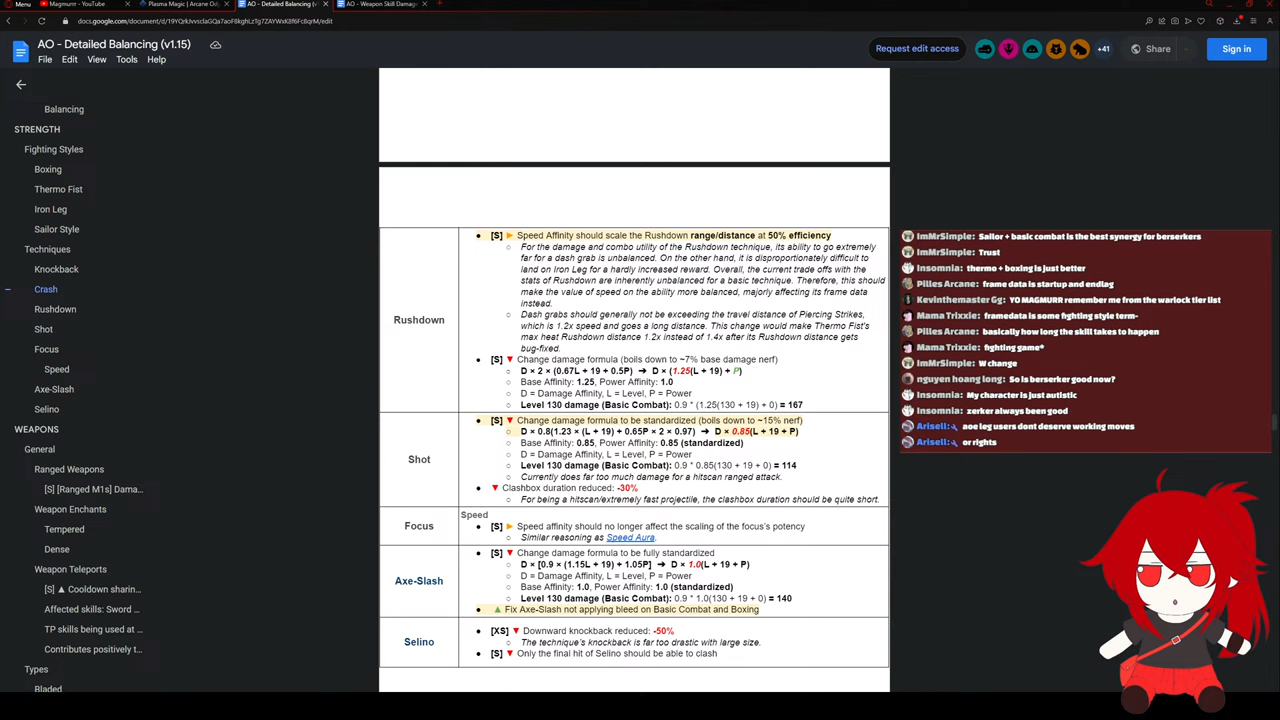 Menu
Magmurr - YouTube
Plasma Magic | Arcane Od
AO - Detailed Balancing (v1.15)
AO - Weapon Skill Damag
AO - Detailed Balancing (v1.15)
File Edit View Tools Help
Request edit access
+41
Share
Sign in
Balancing
STRENGTH
Fighting Styles
Boxing
Thermo Fist
Iron Leg
Sailor Style
Techniques
Knockback
Crash
Rushdown
Shot
Focus
Speed
Axe-Slash
Selino
WEAPONS
General
Ranged Weapons
[S] [Ranged M1s] Dama...
Weapon Enchants
Tempered
Dense
Weapon Teleports
[S] ▲ Cooldown sharin...
Affected skills: Sword ...
TP skills being used at ...
Contributes positively t...
Types
Bladed
Rushdown
● [S] ► Speed Affinity should scale the Rushdown range/distance at 50% efficiency
○ For the damage and combo utility of the Rushdown technique, its ability to go extremely
far for a dash grab is unbalanced. On the other hand, it is disproportionately difficult to
land on Iron Leg for a hardly increased reward. Overall, the current trade offs with the
stats of Rushdown are inherently unbalanced for a basic technique. Therefore, this should
make the value of speed on the ability more balanced, majorly affecting its frame data
instead.
○ Dash grabs should generally not be exceeding the travel distance of Piercing Strikes,
which is 1.2x speed and goes a long distance. This change would make Thermo Fist's
max heat Rushdown distance 1.2x instead of 1.4x after its Rushdown distance gets
bug-fixed.
● [S] ▼ Change damage formula (boils down to ~7% base damage nerf)
○ D × 2 × (0.67L + 19 + 0.5P) ➔ D × (1.25(L + 19) + P)
○ Base Affinity: 1.25, Power Affinity: 1.0
○ D = Damage Affinity, L = Level, P = Power
○ Level 130 damage (Basic Combat): 0.9 * (1.25(130 + 19) + 0) = 167
Shot
● [S] ▼ Change damage formula to be standardized (boils down to ~15% nerf)
○ D × 0.8(1.23 × (L + 19) + 0.65P × 2 × 0.97) ➔ D × 0.85(L + 19 + P)
○ Base Affinity: 0.85, Power Affinity: 0.85 (standardized)
○ D = Damage Affinity, L = Level, P = Power
○ Level 130 damage (Basic Combat): 0.9 * 0.85(130 + 19 + 0) = 114
○ Currently does far too much damage for a hitscan ranged attack.
● ▼ Clashbox duration reduced: -30%
○ For being a hitscan/extremely fast projectile, the clashbox duration should be quite short.
Focus
Speed
● [S] ► Speed affinity should no longer affect the scaling of the focus's potency
○ Similar reasoning as Speed Aura.
Axe-Slash
● [S] ▼ Change damage formula to be fully standardized
○ D × [0.9 × (1.15L + 19) + 1.05P] ➔ D × 1.0(L + 19 + P)
○ D = Damage Affinity, L = Level, P = Power
○ Base Affinity: 1.0, Power Affinity: 1.0 (standardized)
○ Level 130 damage (Basic Combat): 0.9 * 1.0(130 + 19 + 0) = 140
● ▲ Fix Axe-Slash not applying bleed on Basic Combat and Boxing
Selino
● [XS] ▼ Downward knockback reduced: -50%
○ The technique's knockback is far too drastic with large size.
● [S] ▼ Only the final hit of Selino should be able to clash
ImMrSimple: Sailor + basic combat is the best synergy for berserkers
ImMrSimple: Trust
Insomnia: thermo + boxing is just better
Pilles Arcane: frame data is startup and endlag
Kevinthemaster Gg: YO MAGMURR remember me from the warlock tier list
Mama Trixxie: framedata is some fighting style term-
Pilles Arcane: basically how long the skill takes to happen
Mama Trixxie: fighting game*
ImMrSimple: W change
nguyen hoang long: So is berserker good now?
Insomnia: My character is just autistic
Insomnia: zerker always been good
Arisell: aoe leg users dont deserve working moves
Arisell: or rights